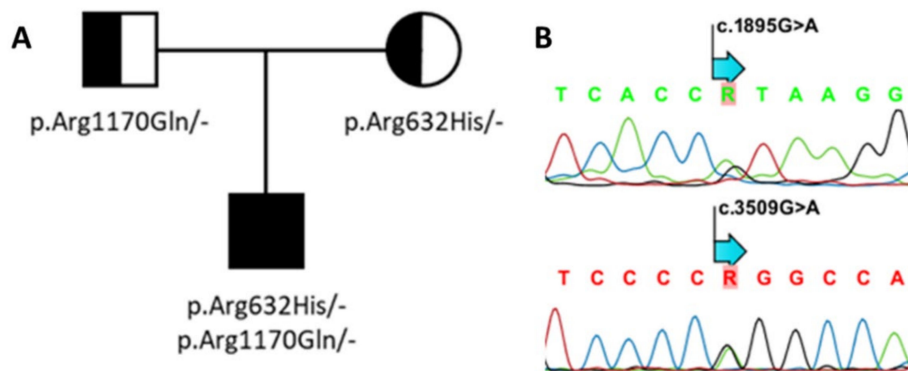 A
p.Arg1170Gln/-
p.Arg632His/-
p.Arg632His/-
p.Arg1170Gln/-
B
c.1895G>A
T C A C C R T A A G G
c.3509G>A
T C C C C R G G C C A